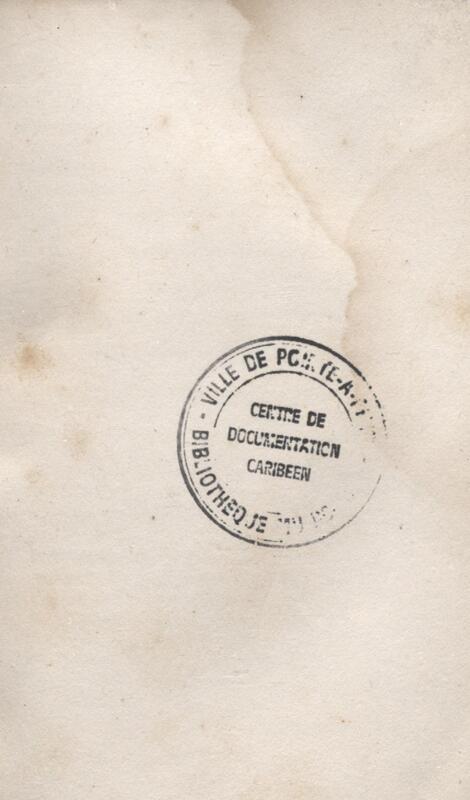 VILLE DE
CENTRE DE
DOCUMENTATION
CARIBEEN
BIBLIOTHEQUE